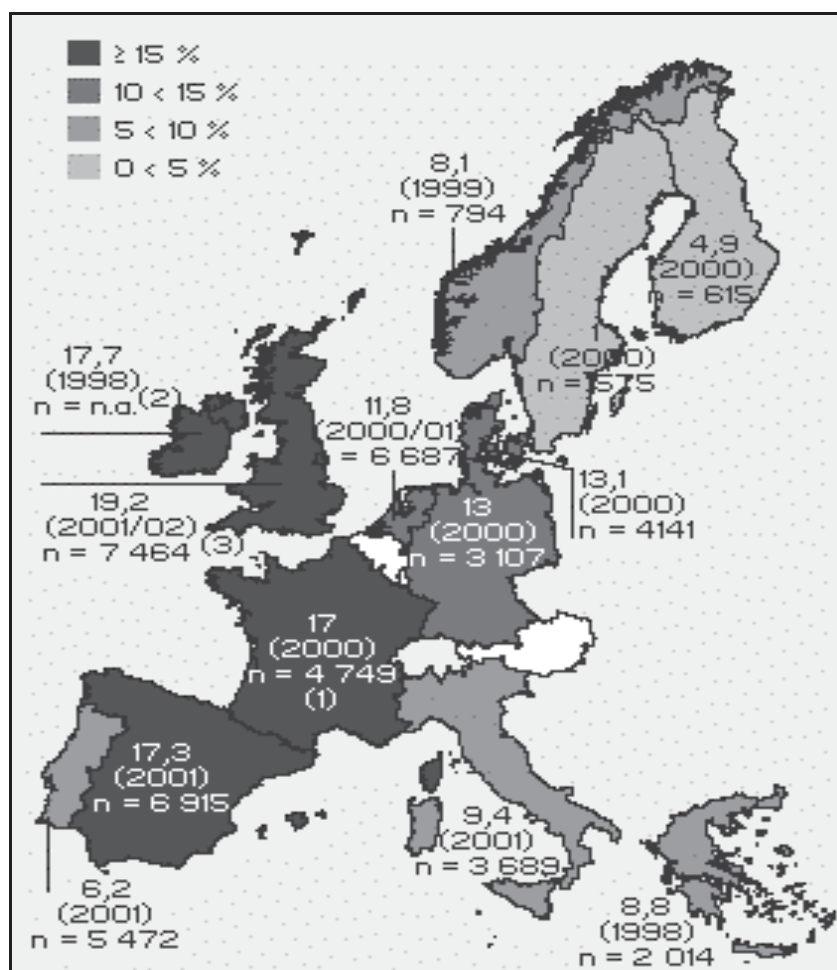 ≥ 15 %
10 < 15 %
5 < 10 %
0 < 5 %
8,1
(1999)
n = 794
4,9
(2000)
n = 615
(2000)
n = 575
17,7
(1998)
n = n.a. (2)
11,8
(2000/01)
n = 6 687
19,2
(2001/02)
n = 7 464 (3)
13
(2000)
n = 3 107
13,1
(2000)
n = 4141
17
(2000)
n = 4 749
(1)
17,3
(2001)
n = 6 915
9,4
(2001)
n = 3 689
6,2
(2001)
n = 5 472
8,8
(1998)
n = 2 014